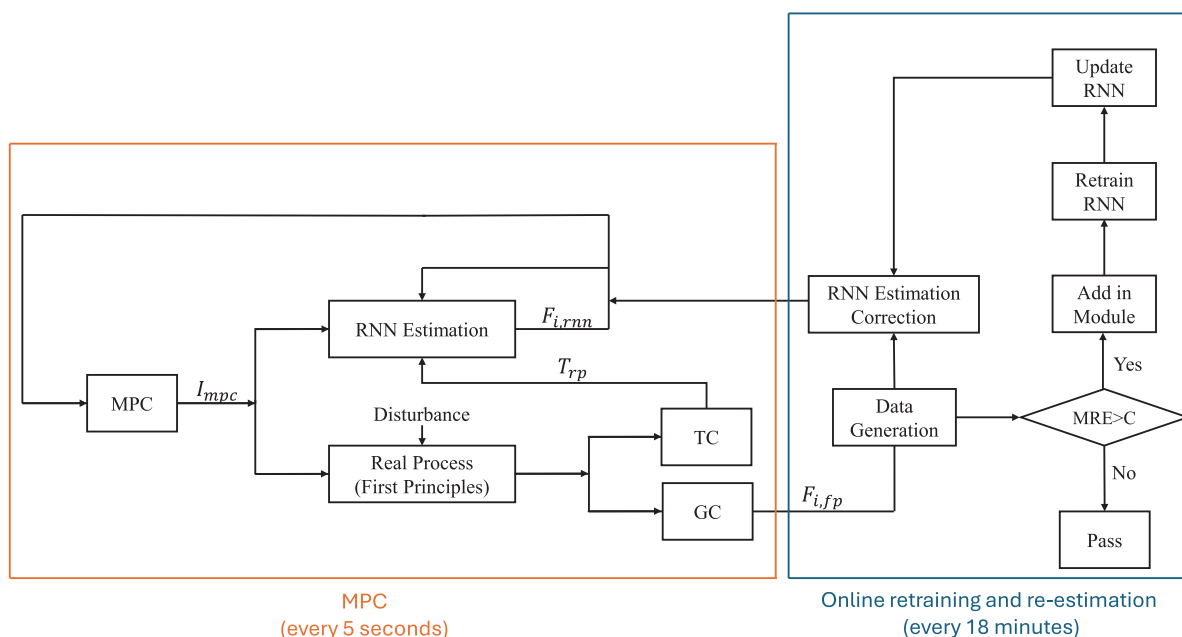 Update
RNN
Retrain
RNN
RNN Estimation
Correction
Add in
Module
RNN Estimation
F_{i,rnn}
T_{rp}
Yes
MPC
I_{mpc}
Disturbance
Data
Generation
MRE>C
TC
Real Process
(First Principles)
No
F_{i,fp}
GC
Pass
MPC
(every 5 seconds)
Online retraining and re-estimation
(every 18 minutes)